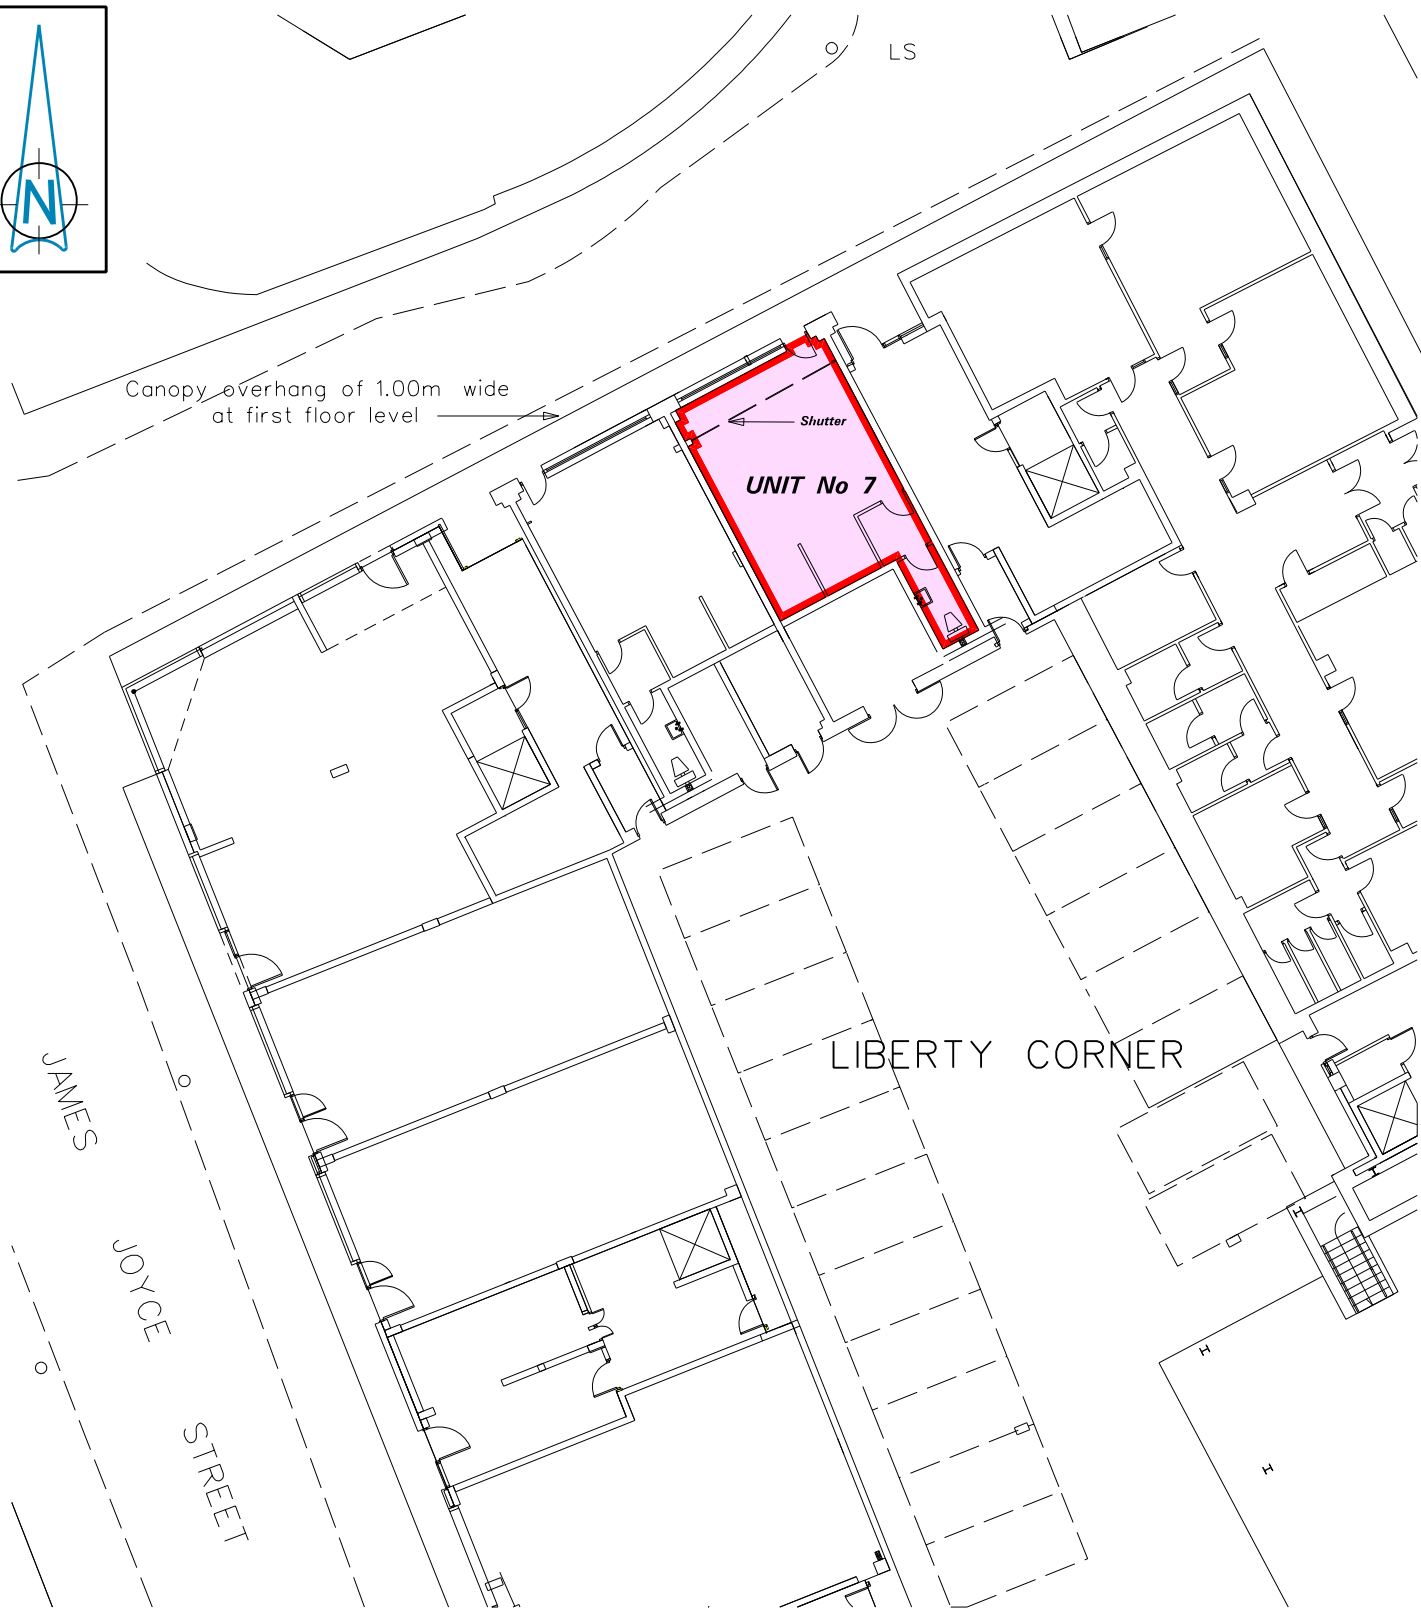 N
LS
Canopy overhang of 1.00m wide
at first floor level
Shutter
UNIT No 7
LIBERTY CORNER
JAMES
JOYCE
STREET